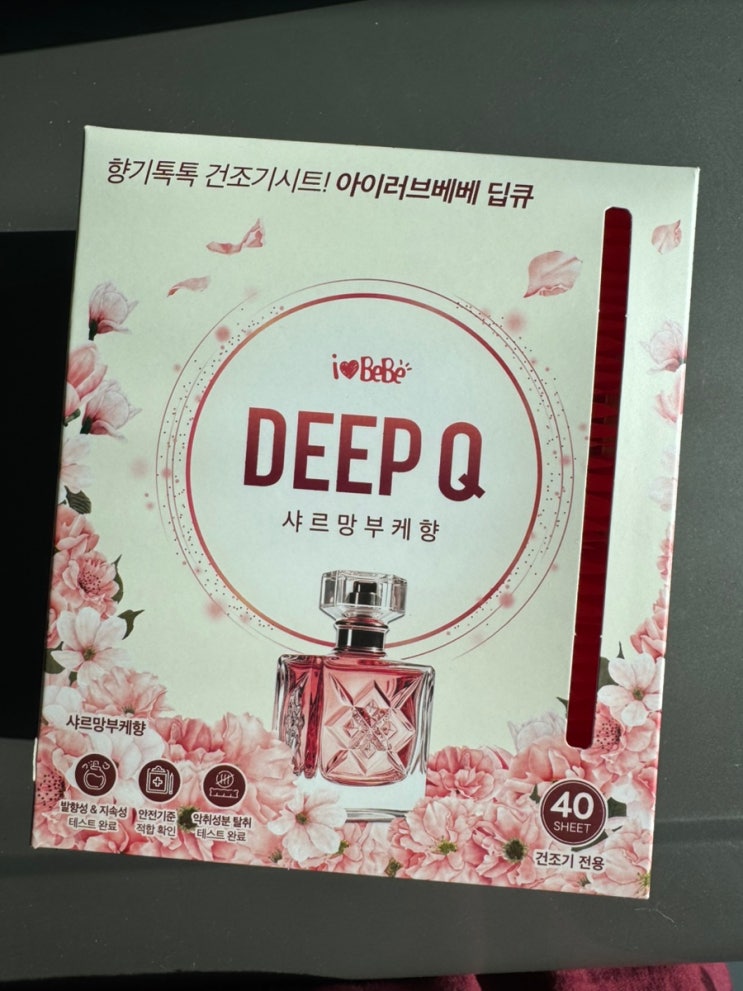 향기톡톡 건조기시트! 아이러브베베 딥큐
i♥BeBe
DEEP Q
샤르망부케향
샤르망부케향
발향성 & 지속성
테스트 완료
안전기준
적합 확인
악취성분 탈취
테스트 완료
40
SHEET
건조기 전용